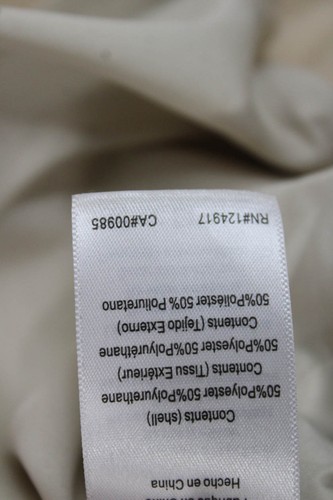 Hecho en China
Contents (shell)
50%Polyester 50%Polyurethane
Contents (Tissu Extérieur)
50%Polyester 50%Polyuréthane
Contents (Tejido Externo)
50%Poliéster 50% Poliuretano
RN#124917 CA#00985